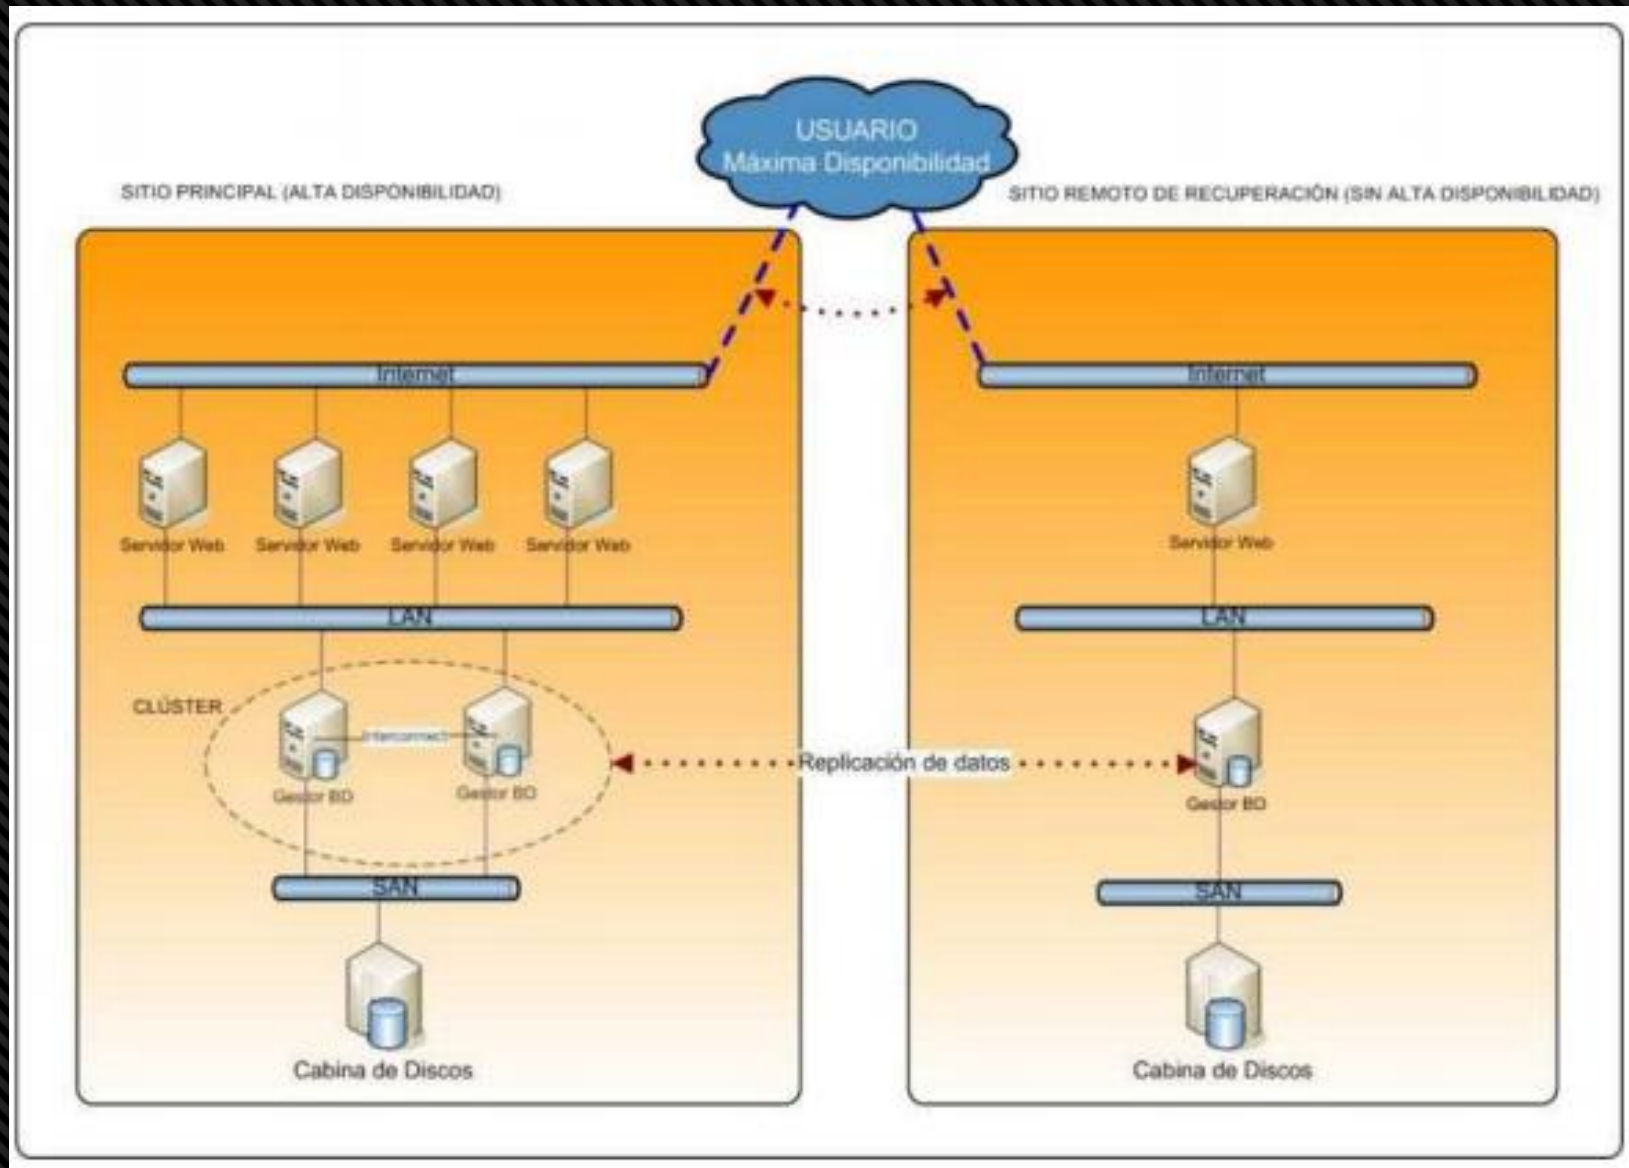 USUARIO
Máxima Disponibilidad
SITIO PRINCIPAL (ALTA DISPONIBILIDAD)
SITIO REMOTO DE RECUPERACIÓN (SIN ALTA DISPONIBILIDAD)
Internet
Servidor Web
Servidor Web
Servidor Web
Servidor Web
LAN
CLÚSTER
Interconnect
Gestor BD
Gestor BD
SAN
Cabina de Discos
Replicación de datos
Internet
Servidor Web
LAN
Gestor BD
SAN
Cabina de Discos